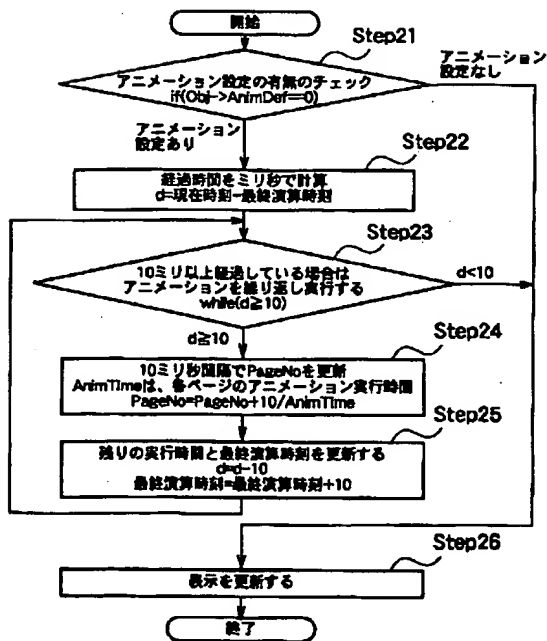 開始
Step21
アニメーション設定の有無のチェック
if(Obj->AnimDef==0)
アニメーション
設定なし
アニメーション
設定あり
Step22
経過時間をミリ秒で計算
d=現在時刻-最終演算時刻
Step23
10ミリ以上経過している場合は
アニメーションを繰り返し実行する
while(d≧10)
d<10
d≧10
Step24
10ミリ秒間隔でPageNoを更新
AnimTimeは、各ページのアニメーション実行時間
PageNo=PageNo+10/AnimTime
Step25
残りの実行時間と最終演算時刻を更新する
d=d-10
最終演算時刻=最終演算時刻+10
Step26
表示を更新する
終了